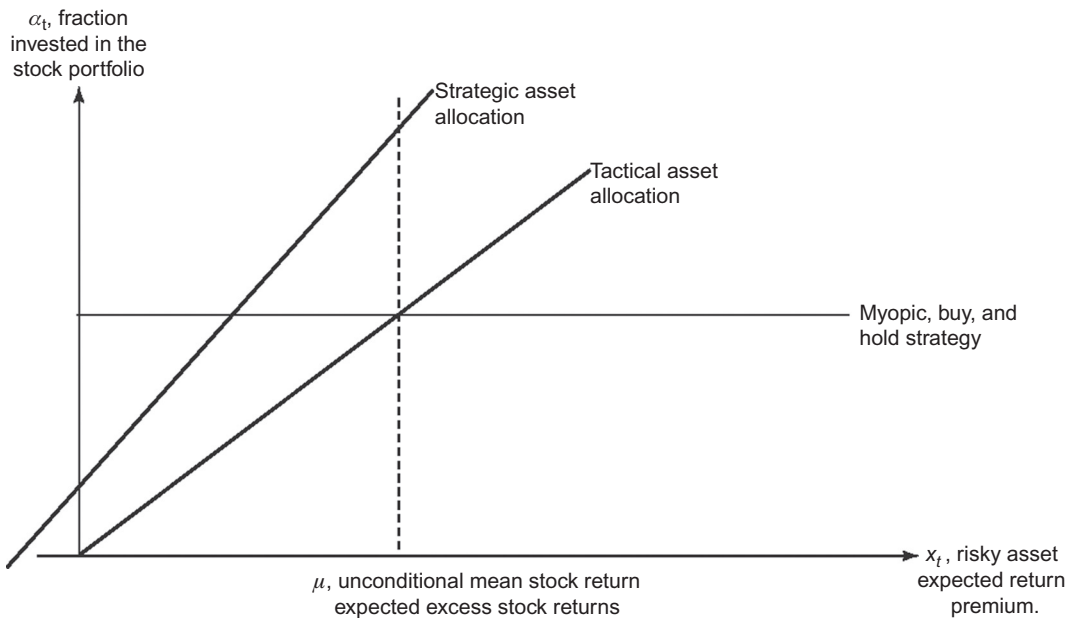 αt, fraction
invested in the
stock portfolio
Strategic asset
allocation
Tactical asset
allocation
Myopic, buy, and
hold strategy
xt , risky asset
expected return
premium.
μ, unconditional mean stock return
expected excess stock returns